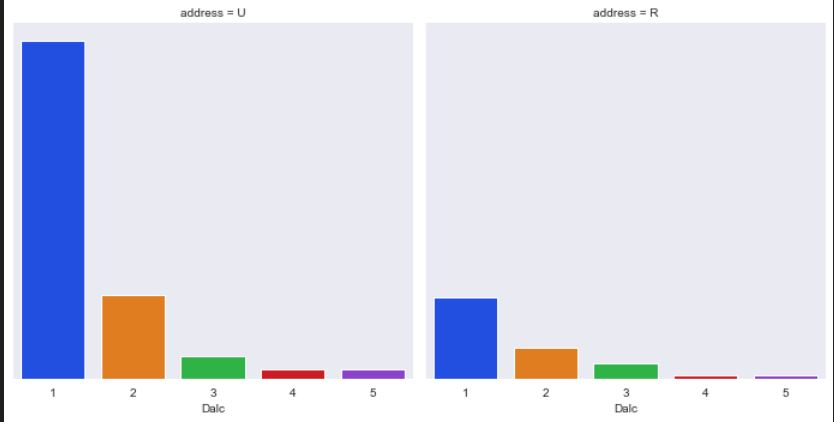 address = U
address = R
1 2 3 4 5
1 2 3 4 5
Dalc
Dalc